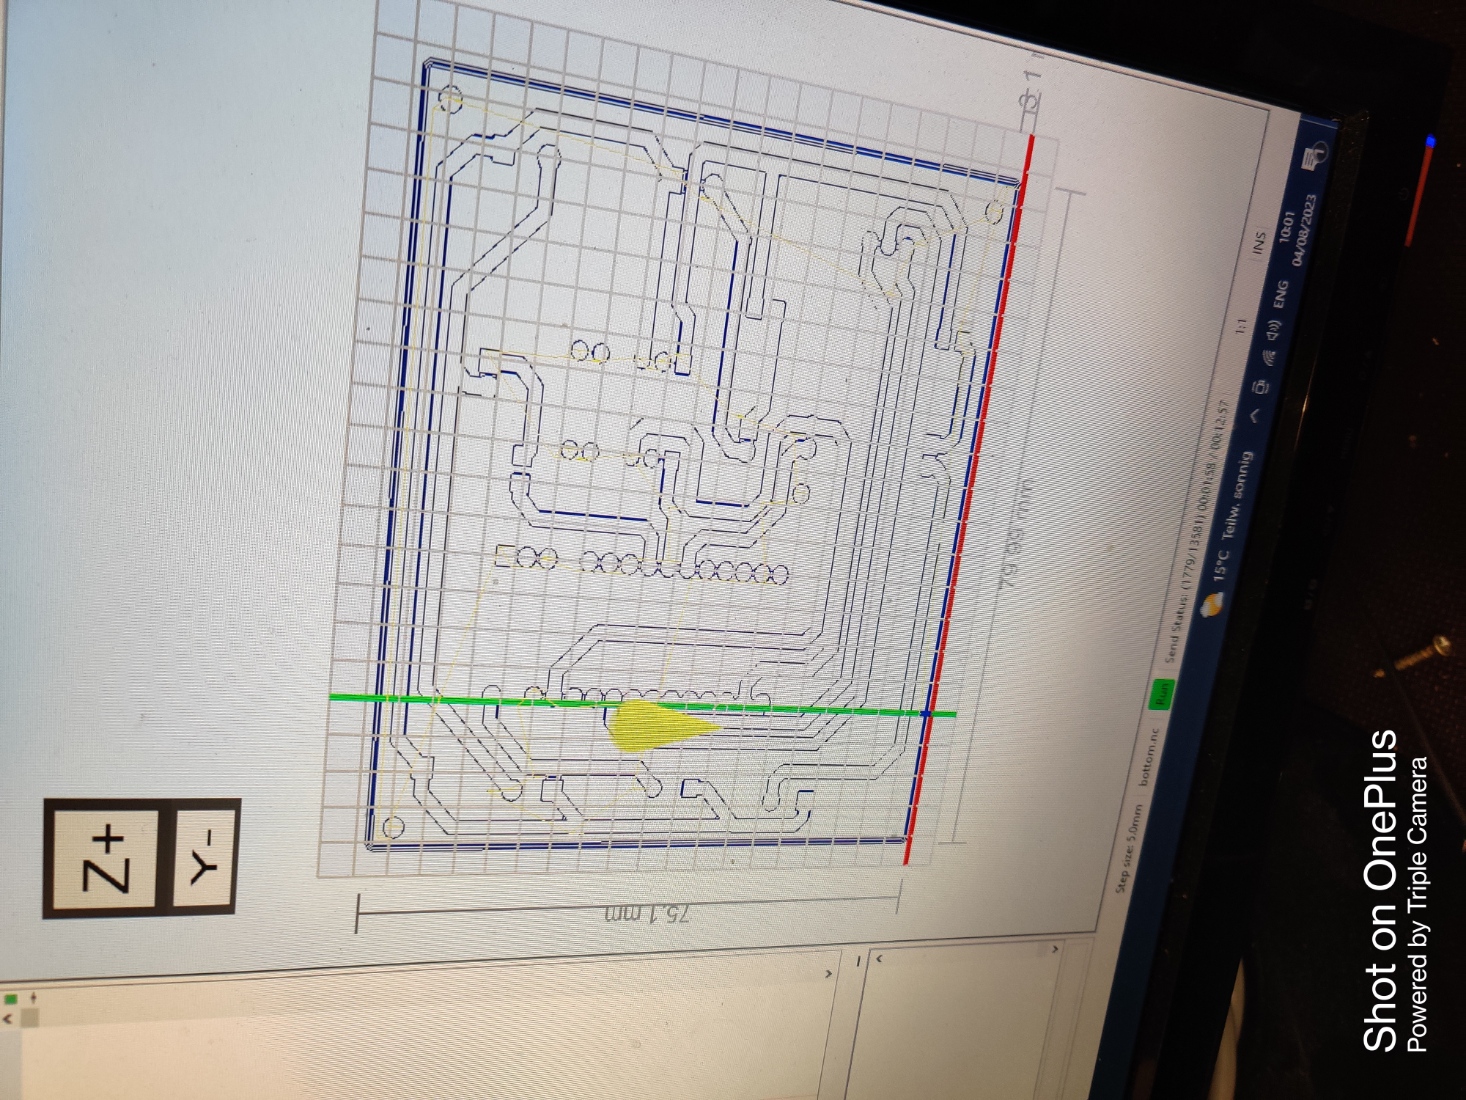 Z+
Y-
75.1 mm
79.99 mm
3.1
Step size: 5.0mm
bottom.nc
Run
Send Status: (1779/13581) 00:01:58 / 00:12:57
1:1
INS
15°C Teilw. sonnig
ENG
10:01
04/08/2023
1
Shot on OnePlus
Powered by Triple Camera